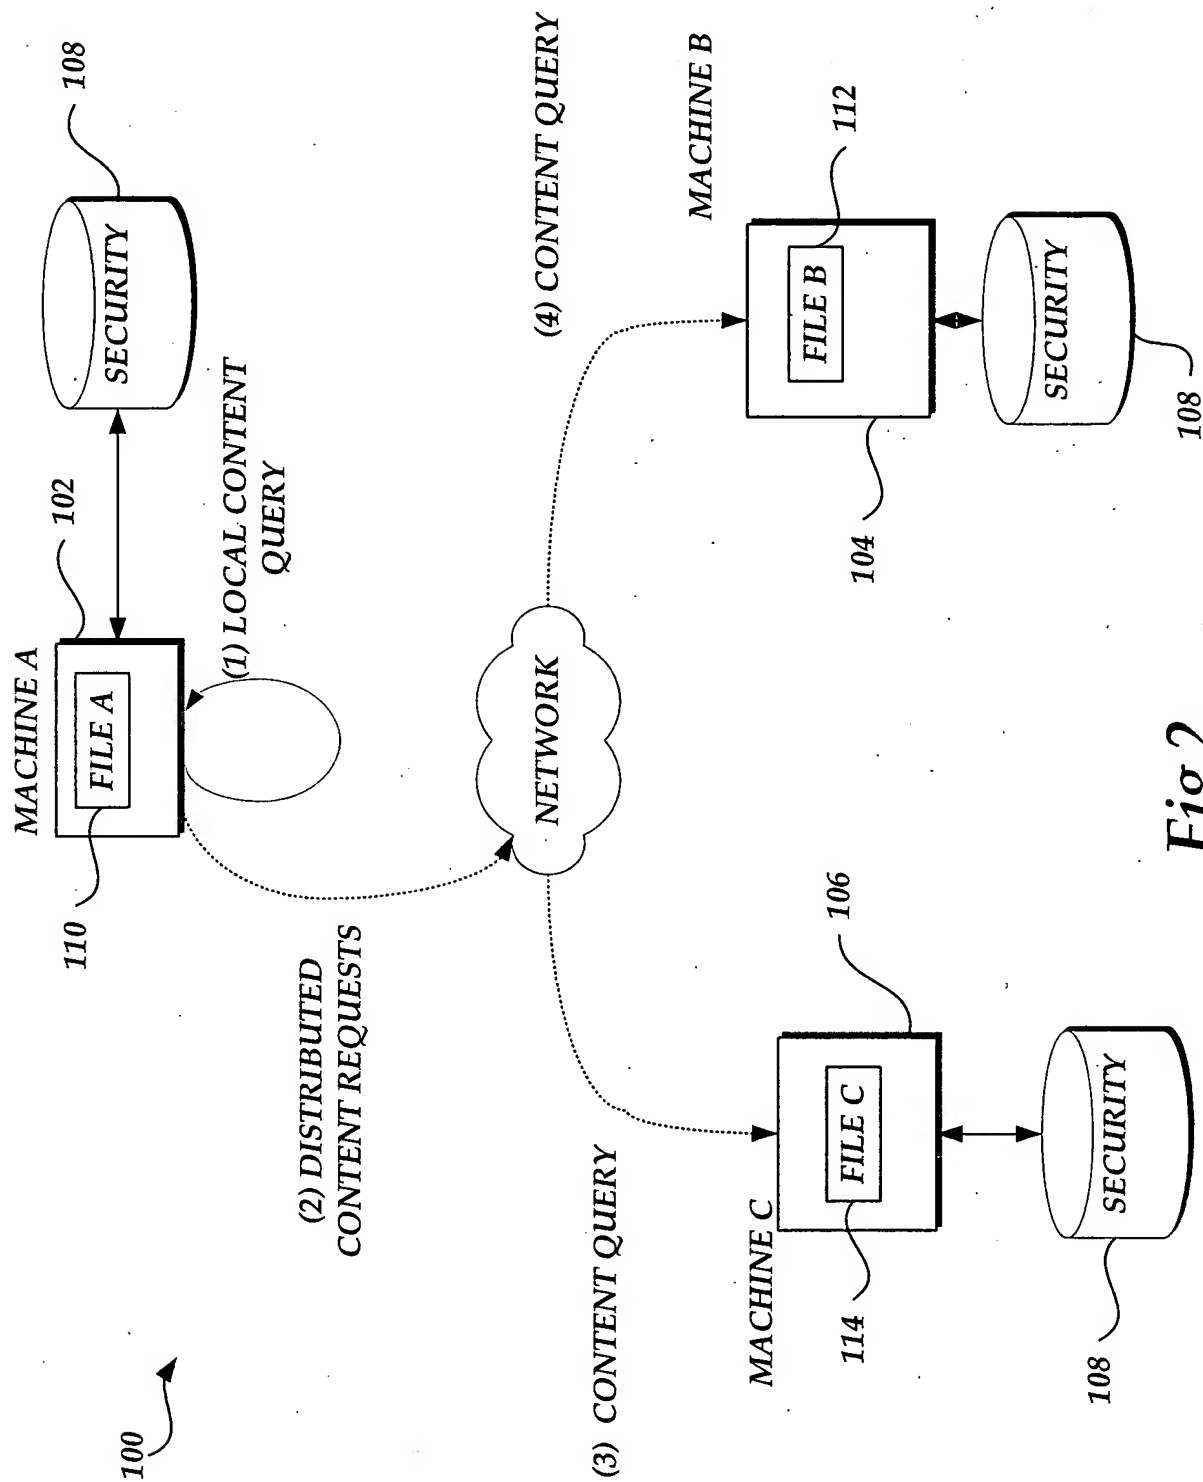 100
MACHINE A
102
108
FILE A
SECURITY
110
(1) LOCAL CONTENT
QUERY
(2) DISTRIBUTED
CONTENT REQUESTS
NETWORK
(3) CONTENT QUERY
(4) CONTENT QUERY
MACHINE C
106
FILE C
114
SECURITY
108
MACHINE B
112
FILE B
104
SECURITY
108
Fig.2